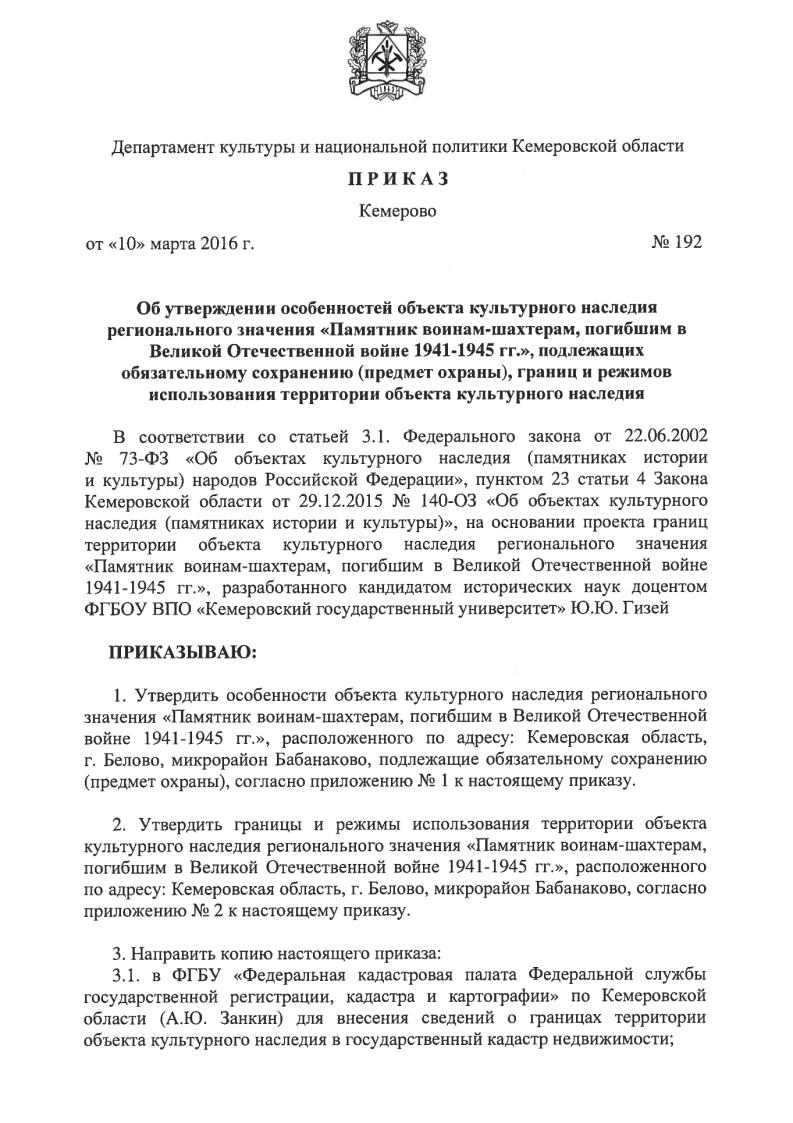 Департамент культуры и национальной политики Кемеровской области
П Р И К А З
Кемерово
от «10» марта 2016 г. № 192
Об утверждении особенностей объекта культурного наследия
регионального значения «Памятник воинам-шахтерам, погибшим в
Великой Отечественной войне 1941-1945 гг.», подлежащих
обязательному сохранению (предмет охраны), границ и режимов
использования территории объекта культурного наследия
В соответствии со статьей 3.1. Федерального закона от 22.06.2002
№ 73-ФЗ «Об объектах культурного наследия (памятниках истории
и культуры) народов Российской Федерации», пунктом 23 статьи 4 Закона
Кемеровской области от 29.12.2015 № 140-ОЗ «Об объектах культурного
наследия (памятниках истории и культуры)», на основании проекта границ
территории объекта культурного наследия регионального значения
«Памятник воинам-шахтерам, погибшим в Великой Отечественной войне
1941-1945 гг.», разработанного кандидатом исторических наук доцентом
ФГБОУ ВПО «Кемеровский государственный университет» Ю.Ю. Гизей
ПРИКАЗЫВАЮ:
1. Утвердить особенности объекта культурного наследия регионального
значения «Памятник воинам-шахтерам, погибшим в Великой Отечественной
войне 1941-1945 гг.», расположенного по адресу: Кемеровская область,
г. Белово, микрорайон Бабанаково, подлежащие обязательному сохранению
(предмет охраны), согласно приложению № 1 к настоящему приказу.
2. Утвердить границы и режимы использования территории объекта
культурного наследия регионального значения «Памятник воинам-шахтерам,
погибшим в Великой Отечественной войне 1941-1945 гг.», расположенного
по адресу: Кемеровская область, г. Белово, микрорайон Бабанаково, согласно
приложению № 2 к настоящему приказу.
3. Направить копию настоящего приказа:
3.1. в ФГБУ «Федеральная кадастровая палата Федеральной службы
государственной регистрации, кадастра и картографии» по Кемеровской
области (А.Ю. Занкин) для внесения сведений о границах территории
объекта культурного наследия в государственный кадастр недвижимости;